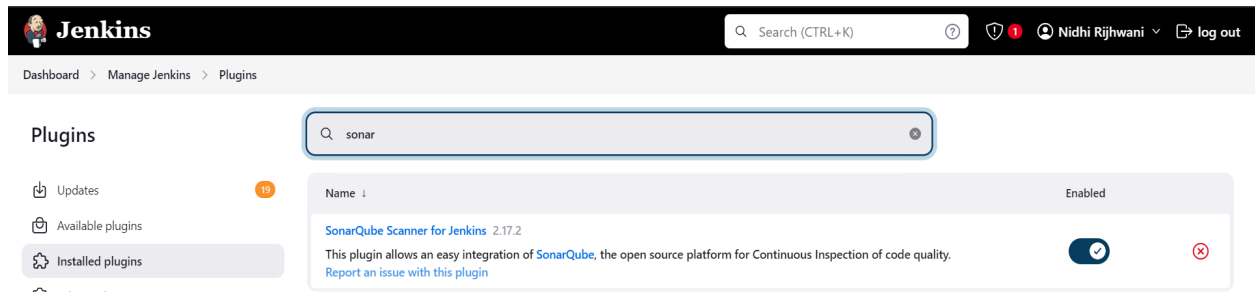 Jenkins
Search (CTRL+K)
1
Nidhi Rijhwani
log out
Dashboard > Manage Jenkins > Plugins
Plugins
sonar
Updates
19
Available plugins
Installed plugins
Name ↓
Enabled
SonarQube Scanner for Jenkins 2.17.2
This plugin allows an easy integration of SonarQube, the open source platform for Continuous Inspection of code quality.
Report an issue with this plugin